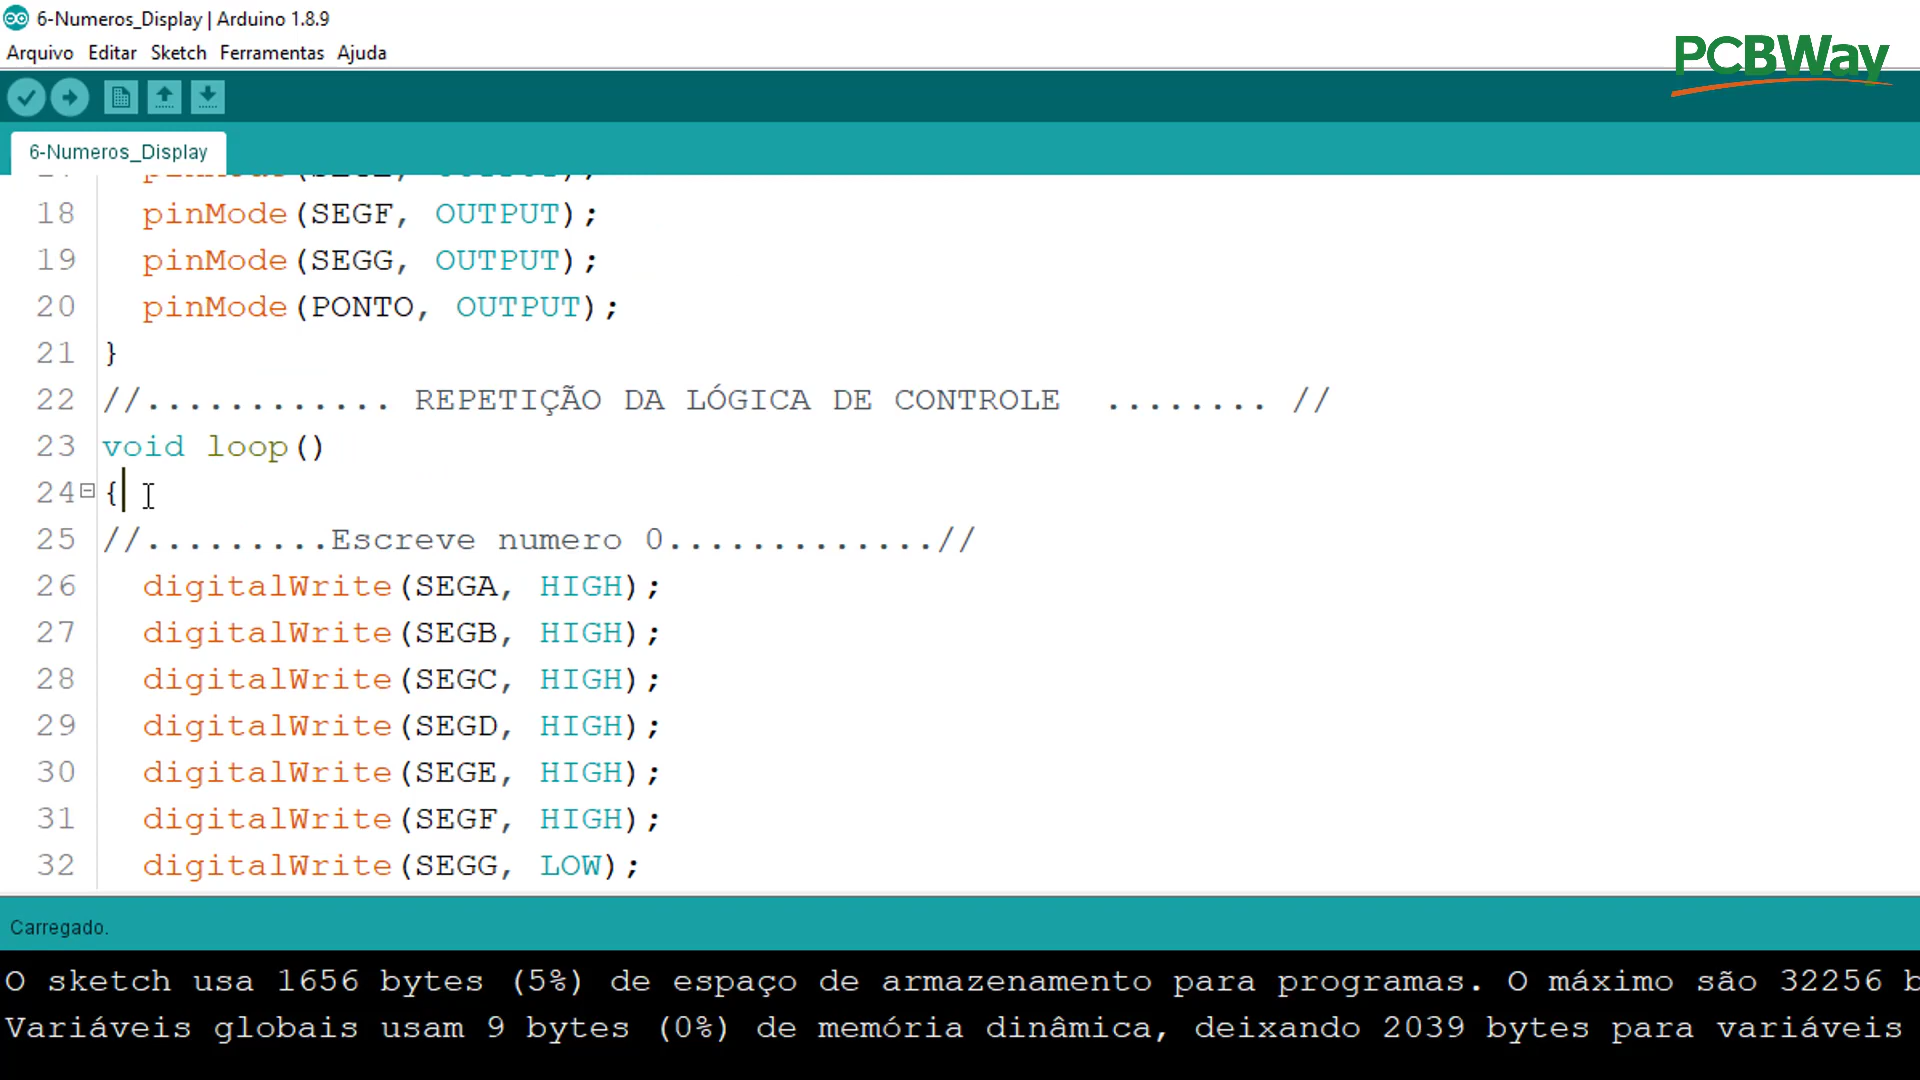 6-Numeros_Display | Arduino 1.8.9
Arquivo Editar Sketch Ferramentas Ajuda
PCBWay
6-Numeros_Display
18 pinMode(SEGF, OUTPUT);
19 pinMode(SEGG, OUTPUT);
20 pinMode(PONTO, OUTPUT);
21 }
22 //............ REPETIÇÃO DA LÓGICA DE CONTROLE ........ //
23 void loop()
24 {
25 //.........Escreve numero 0.............//
26 digitalWrite(SEGA, HIGH);
27 digitalWrite(SEGB, HIGH);
28 digitalWrite(SEGC, HIGH);
29 digitalWrite(SEGD, HIGH);
30 digitalWrite(SEGE, HIGH);
31 digitalWrite(SEGF, HIGH);
32 digitalWrite(SEGG, LOW);
Carregado.
O sketch usa 1656 bytes (5%) de espaço de armazenamento para programas. O máximo são 32256 b
Variáveis globais usam 9 bytes (0%) de memória dinâmica, deixando 2039 bytes para variáveis